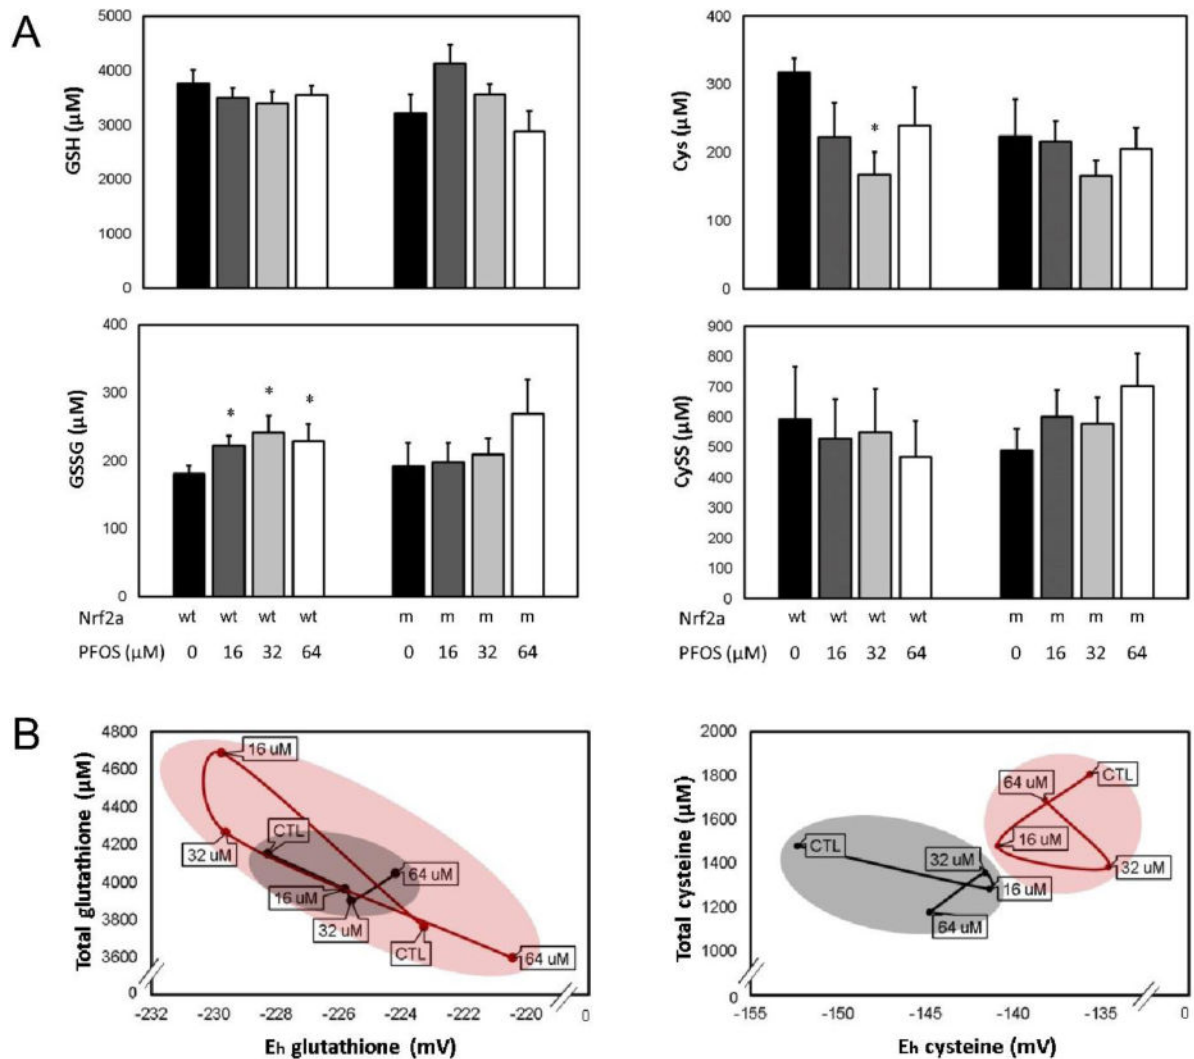 A
5000
4000
3000
2000
1000
0
GSH (μM)
400
300
200
100
0
Cys (μM)
*
400
300
200
100
0
GSSG (μM)
* * *
900
800
700
600
500
400
300
200
100
0
CySS (μM)
Nrf2a wt wt wt wt m m m m
PFOS (μM) 0 16 32 64 0 16 32 64
Nrf2a wt wt wt wt m m m m
PFOS (μM) 0 16 32 64 0 16 32 64
B
4800
4600
4400
4200
4000
3800
3600
0
Total glutathione (μM)
16 uM
32 uM
CTL
16 uM
64 uM
32 uM
CTL
64 uM
-232 -230 -228 -226 -224 -222 -220 0
Eh glutathione (mV)
2000
1800
1600
1400
1200
1000
0
Total cysteine (μM)
CTL
64 uM
CTL
16 uM
32 uM
32 uM
16 uM
64 uM
-155 -150 -145 -140 -135 0
Eh cysteine (mV)